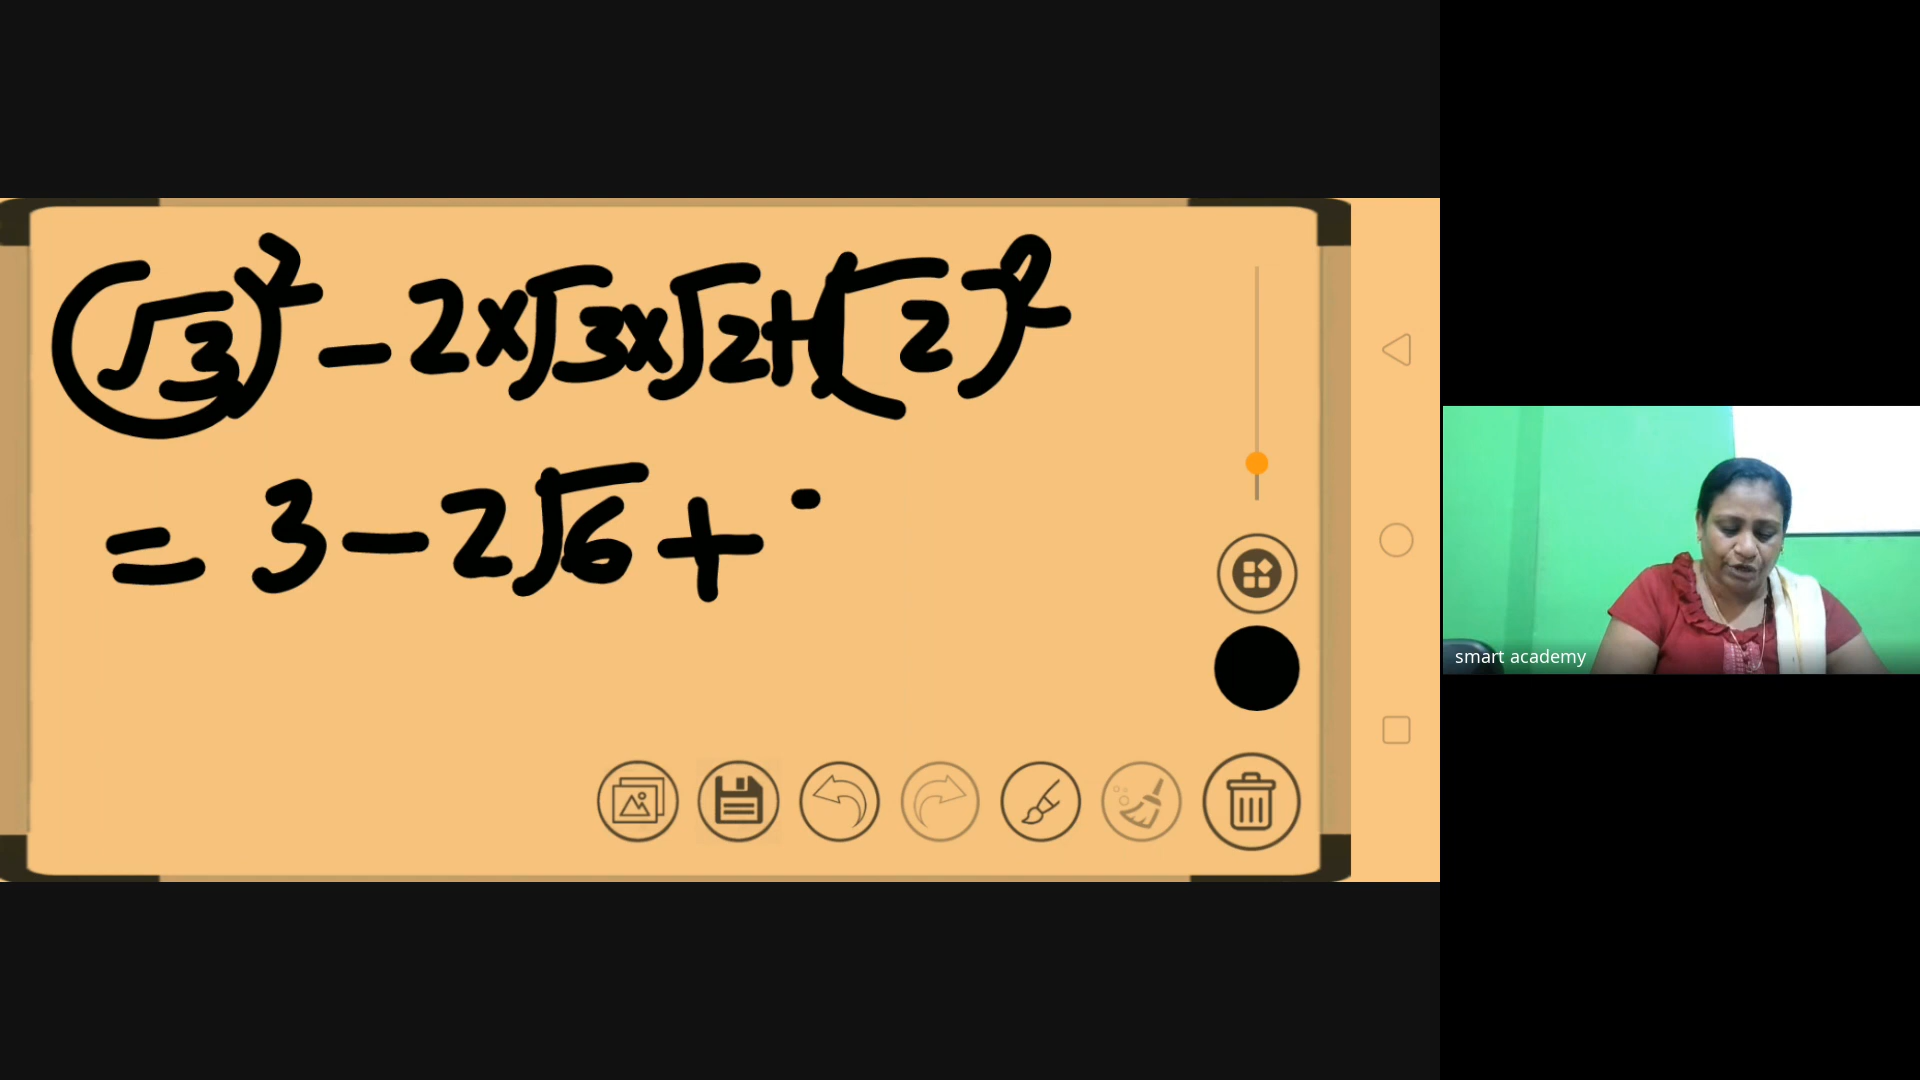 (√3)² - 2×√3×√2+(√2)²
= 3 - 2√6 +
smart academy